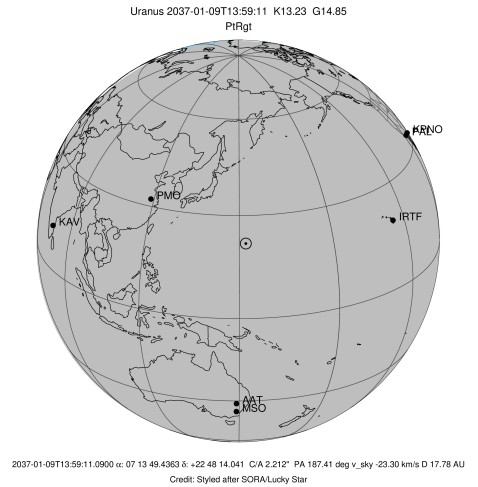 Uranus 2037-01-09T13:59:11 K13.23 G14.85
PtRgt
KPNO
PAL
PMO
IRTF
KAV
AAT
MSO
2037-01-09T13:59:11.0900 α: 07 13 49.4363 δ: +22 48 14.041 C/A 2.212" PA 187.41 deg v_sky -23.30 km/s D 17.78 AU
Credit: Styled after SORA/Lucky Star